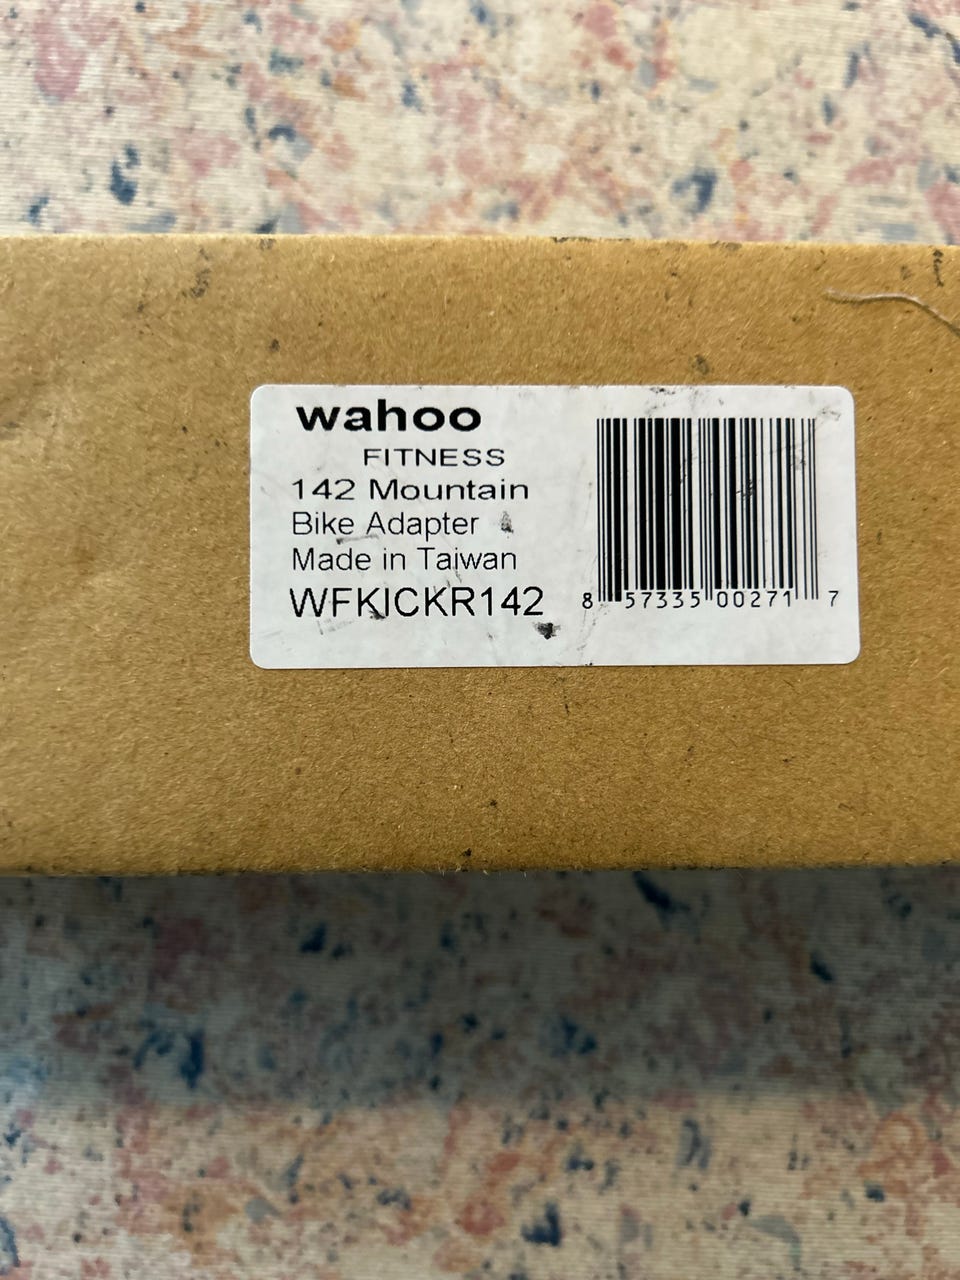 wahoo
FITNESS
142 Mountain
Bike Adapter
Made in Taiwan
WFKICKR142
8 57335 00271 7